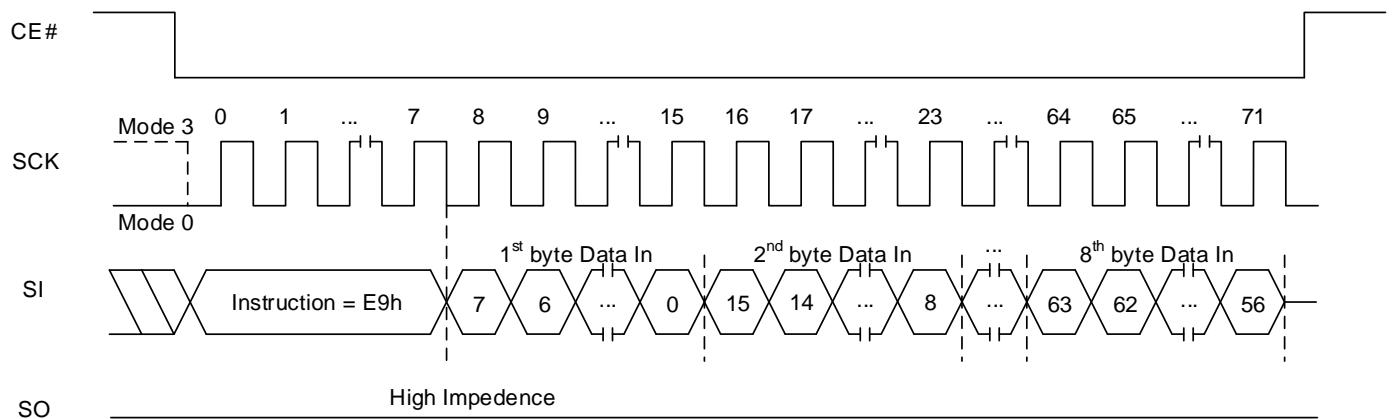 CE#
0 1 ... 7 8 9 ... 15 16 17 ... 23 ... 64 65 ... 71
Mode 3
SCK
Mode 0
1st byte Data In 2nd byte Data In ... 8th byte Data In
SI
Instruction = E9h 7 6 ... 0 15 14 ... 8 ... 63 62 ... 56
High Impedence
SO